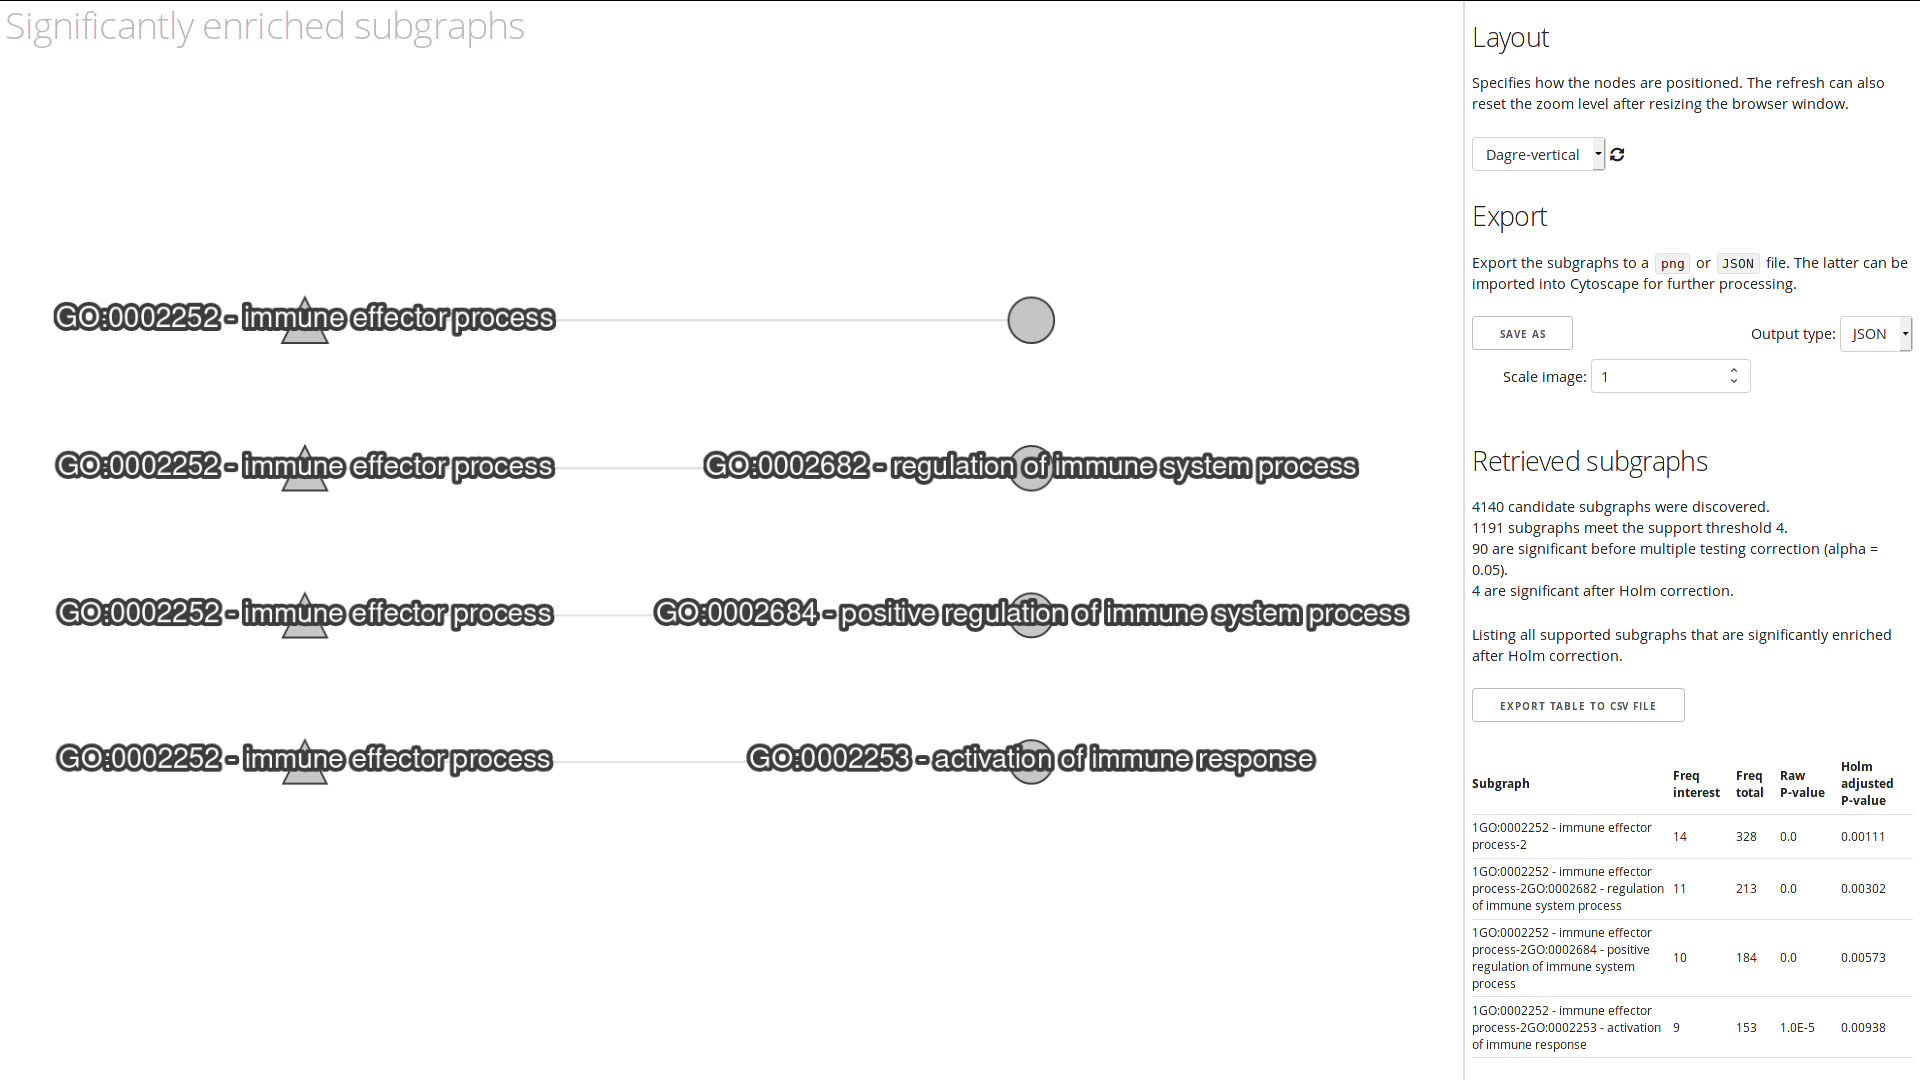 Significantly enriched subgraphs
GO:0002252 - immune effector process
GO:0002252 - immune effector process
GO:0002682 - regulation of immune system process
GO:0002252 - immune effector process
GO:0002684 - positive regulation of immune system process
GO:0002252 - immune effector process
GO:0002253 - activation of immune response
Layout
Specifies how the nodes are positioned. The refresh can also
reset the zoom level after resizing the browser window.
Dagre-vertical
Export
Export the subgraphs to a png or JSON file. The latter can be
imported into Cytoscape for further processing.
SAVE AS
Output type: JSON
Scale image: 1
Retrieved subgraphs
4140 candidate subgraphs were discovered.
1191 subgraphs meet the support threshold 4.
90 are significant before multiple testing correction (alpha =
0.05).
4 are significant after Holm correction.
Listing all supported subgraphs that are significantly enriched
after Holm correction.
EXPORT TABLE TO CSV FILE
Subgraph
Freq
interest
Freq
total
Raw
P-value
Holm
adjusted
P-value
1GO:0002252 - immune effector
process-2
14 328 0.0 0.00111
1GO:0002252 - immune effector
process-2GO:0002682 - regulation
of immune system process
11 213 0.0 0.00302
1GO:0002252 - immune effector
process-2GO:0002684 - positive
regulation of immune system
process
10 184 0.0 0.00573
1GO:0002252 - immune effector
process-2GO:0002253 - activation
of immune response
9 153 1.0E-5 0.00938